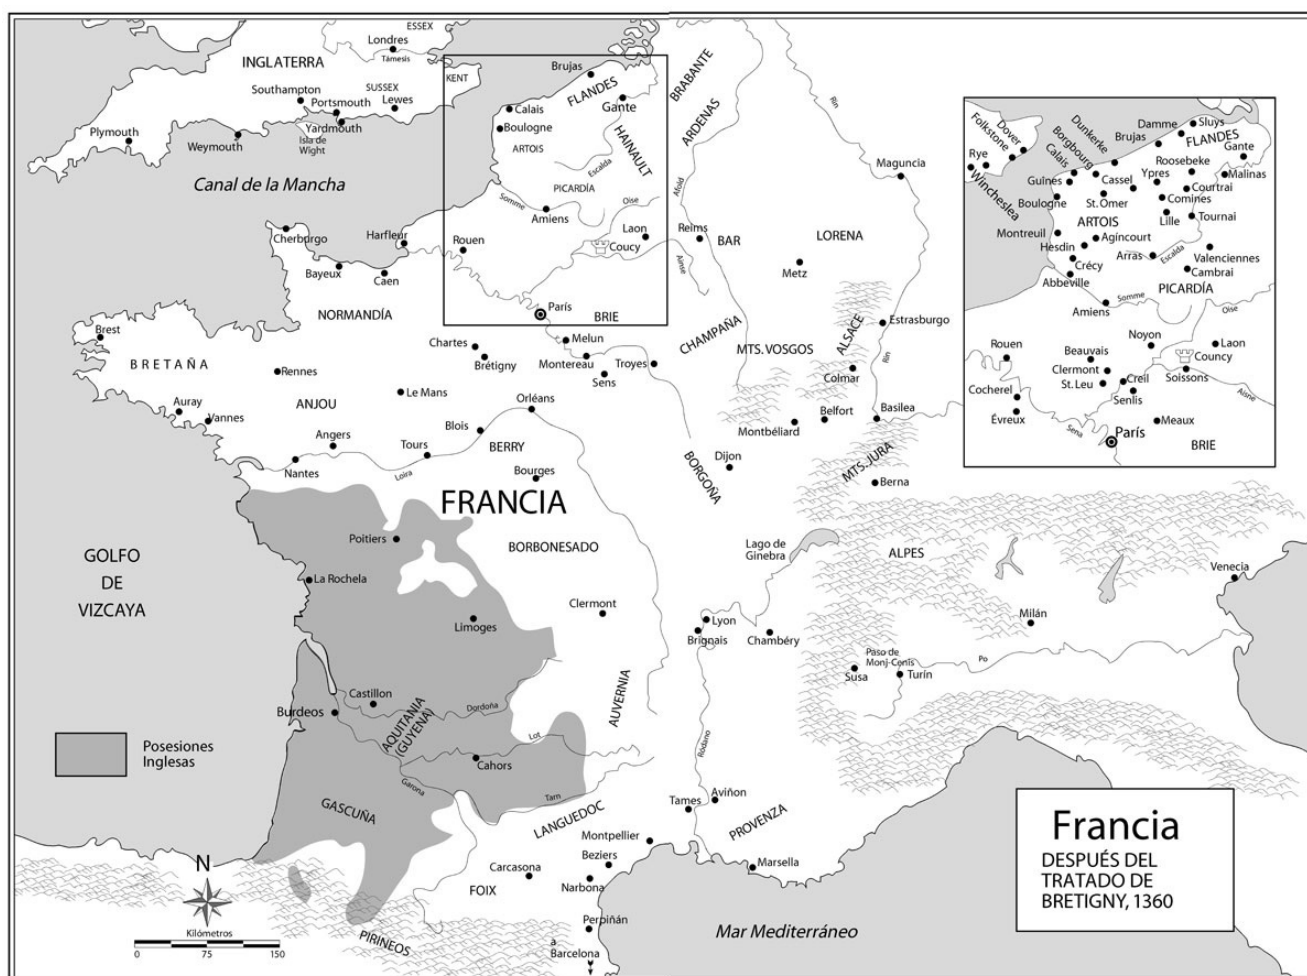 ESSEX
Londres
Támesis
INGLATERRA
KENT
Southampton
SUSSEX
Portsmouth
Lewes
Yardmouth
Isla de
Wight
Plymouth
Weymouth
Canal de la Mancha
Brujas
FLANDES
Calais
Gante
Boulogne
ARTOIS
HAINAULT
Escalda
PICARDÍA
Somme
Amiens
Oise
Laon
Coucy
Rouen
Ainse
París
BRIE
BRABANTE
ARDENAS
Rin
Maguncia
Afold
Reims
BAR
LORENA
Metz
Cherburgo
Harfleur
Bayeux
Caen
NORMANDÍA
Brest
BRETAÑA
Rennes
Chartes
Brétigny
Melun
Montereau
Sens
Troyes
CHAMPAÑA
MTS. VOSGOS
ALSACE
Estrasburgo
Rin
Colmar
Le Mans
ANJOU
Auray
Vannes
Orléans
Blois
BERRY
Angers
Tours
Nantes
Loira
Bourges
Montbéliard
Belfort
Basilea
Dijon
BORGOÑA
MTS. JURA
Berna
FRANCIA
Poitiers
BORBONESADO
Lago de
Ginebra
ALPES
GOLFO
DE
VIZCAYA
La Rochela
Limoges
Clermont
Lyon
Brignais
Chambéry
Venecia
Milán
Paso de
Monj-Cenis
Po
Susa
Turín
Castillon
Burdeos
Dordoña
AQUITANIA
(GUYENA)
AUVERNIA
Lot
Cahors
Garona
Tarn
Ródano
GASCUÑA
LANGUEDOC
Tames
Aviñon
PROVENZA
Montpellier
Beziers
Marsella
Carcasona
Narbona
FOIX
Perpiñán
PIRINEOS
a
Barcelona
Mar Mediterráneo
Posesiones
Inglesas
N
Kilómetros
0 75 150
Sluys
Damme
FLANDES
Brujas
Gante
Dover
Folkstone
Dunkerke
Borgbourg
Calais
Rye
Wincheslea
Roosebeke
Ypres
Malinas
Guînes
Cassel
Courtrai
St. Omer
Comines
Boulogne
Lille
Tournai
ARTOIS
Montreuil
Agíncourt
Hesdin
Arras
Escalda
Valenciennes
Crécy
Cambrai
Abbeville
PICARDÍA
Somme
Amiens
Oise
Noyon
Laon
Rouen
Beauvais
Councy
Clermont
Soissons
St. Leu
Creil
Senlis
Cocherel
Aisne
Évreux
Meaux
Sena
París
BRIE
Francia
DESPUÉS DEL
TRATADO DE
BRETIGNY, 1360